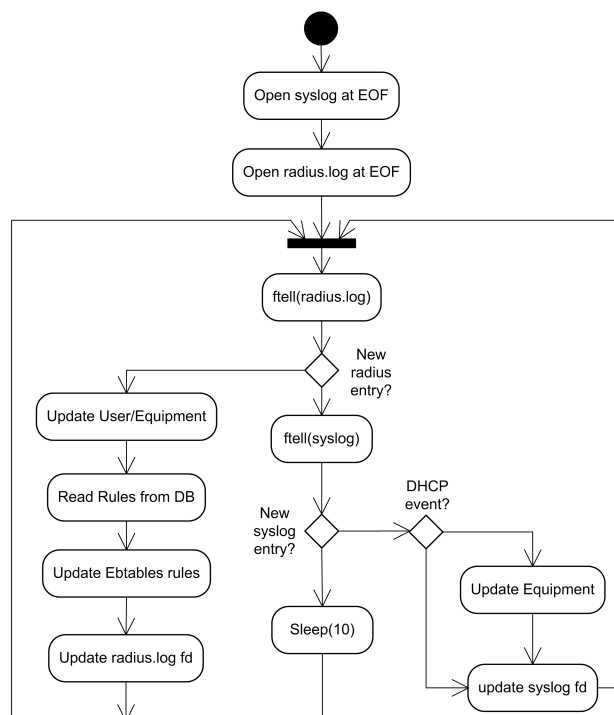 Open syslog at EOF
Open radius.log at EOF
ftell(radius.log)
New
radius
entry?
Update User/Equipment
ftell(syslog)
Read Rules from DB
DHCP
event?
New
syslog
entry?
Update Ebtables rules
Update Equipment
Sleep(10)
Update radius.log fd
update syslog fd